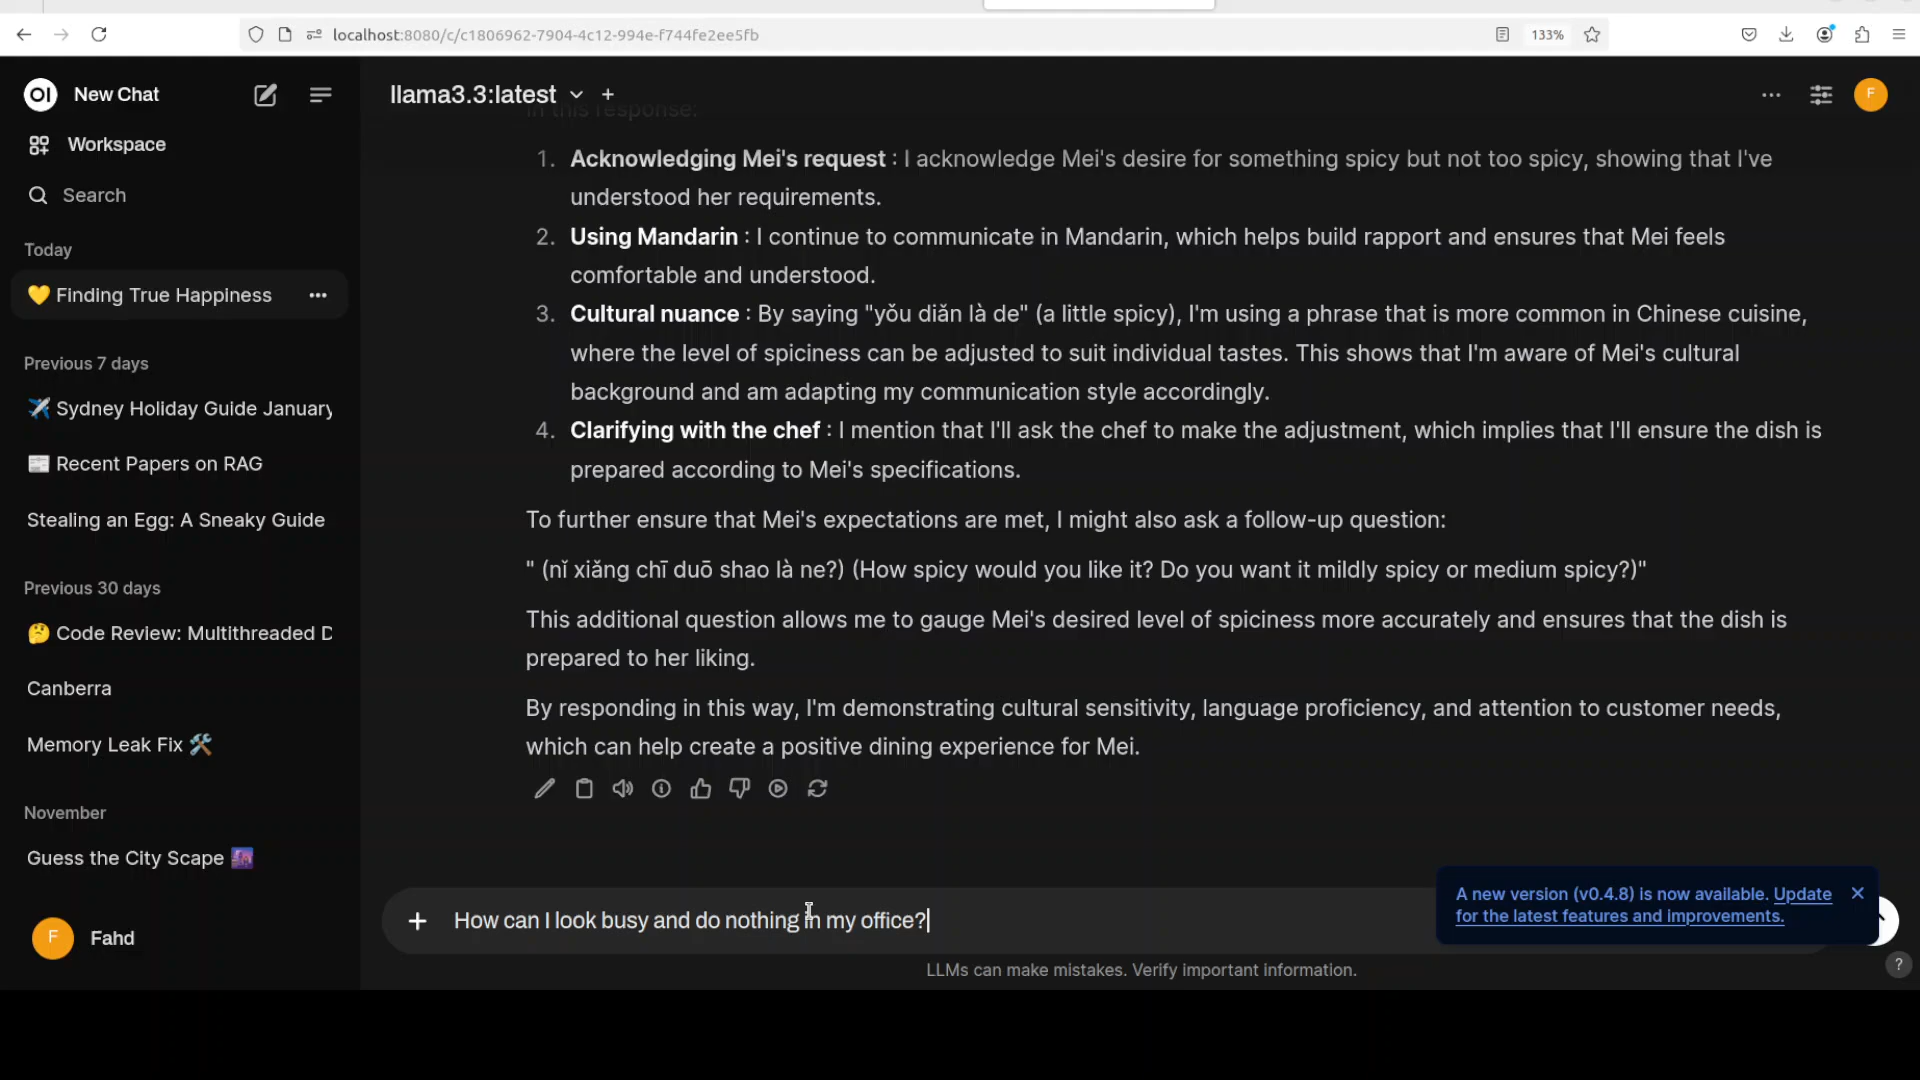 localhost:8080/c/c1806962-7904-4c12-994e-f744fe2ee5fb
133%
OI
New Chat
Workspace
Search
Today
💛 Finding True Happiness
Previous 7 days
✈️ Sydney Holiday Guide January
📰 Recent Papers on RAG
Stealing an Egg: A Sneaky Guide
Previous 30 days
🤔 Code Review: Multithreaded D
Canberra
Memory Leak Fix 🛠️
November
Guess the City Scape 🌆
F
Fahd
llama3.3:latest
F
In this response:
1. Acknowledging Mei's request : I acknowledge Mei's desire for something spicy but not too spicy, showing that I've
understood her requirements.
2. Using Mandarin : I continue to communicate in Mandarin, which helps build rapport and ensures that Mei feels
comfortable and understood.
3. Cultural nuance : By saying "yǒu diǎn là de" (a little spicy), I'm using a phrase that is more common in Chinese cuisine,
where the level of spiciness can be adjusted to suit individual tastes. This shows that I'm aware of Mei's cultural
background and am adapting my communication style accordingly.
4. Clarifying with the chef : I mention that I'll ask the chef to make the adjustment, which implies that I'll ensure the dish is
prepared according to Mei's specifications.
To further ensure that Mei's expectations are met, I might also ask a follow-up question:
" (nǐ xiǎng chī duō shao là ne?) (How spicy would you like it? Do you want it mildly spicy or medium spicy?)"
This additional question allows me to gauge Mei's desired level of spiciness more accurately and ensures that the dish is
prepared to her liking.
By responding in this way, I'm demonstrating cultural sensitivity, language proficiency, and attention to customer needs,
which can help create a positive dining experience for Mei.
How can I look busy and do nothing in my office?
A new version (v0.4.8) is now available. Update
for the latest features and improvements.
LLMs can make mistakes. Verify important information.
?